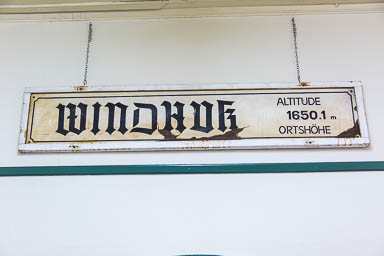 WINDHUK
ALTITUDE
1650.1 m
ORTSHÖHE